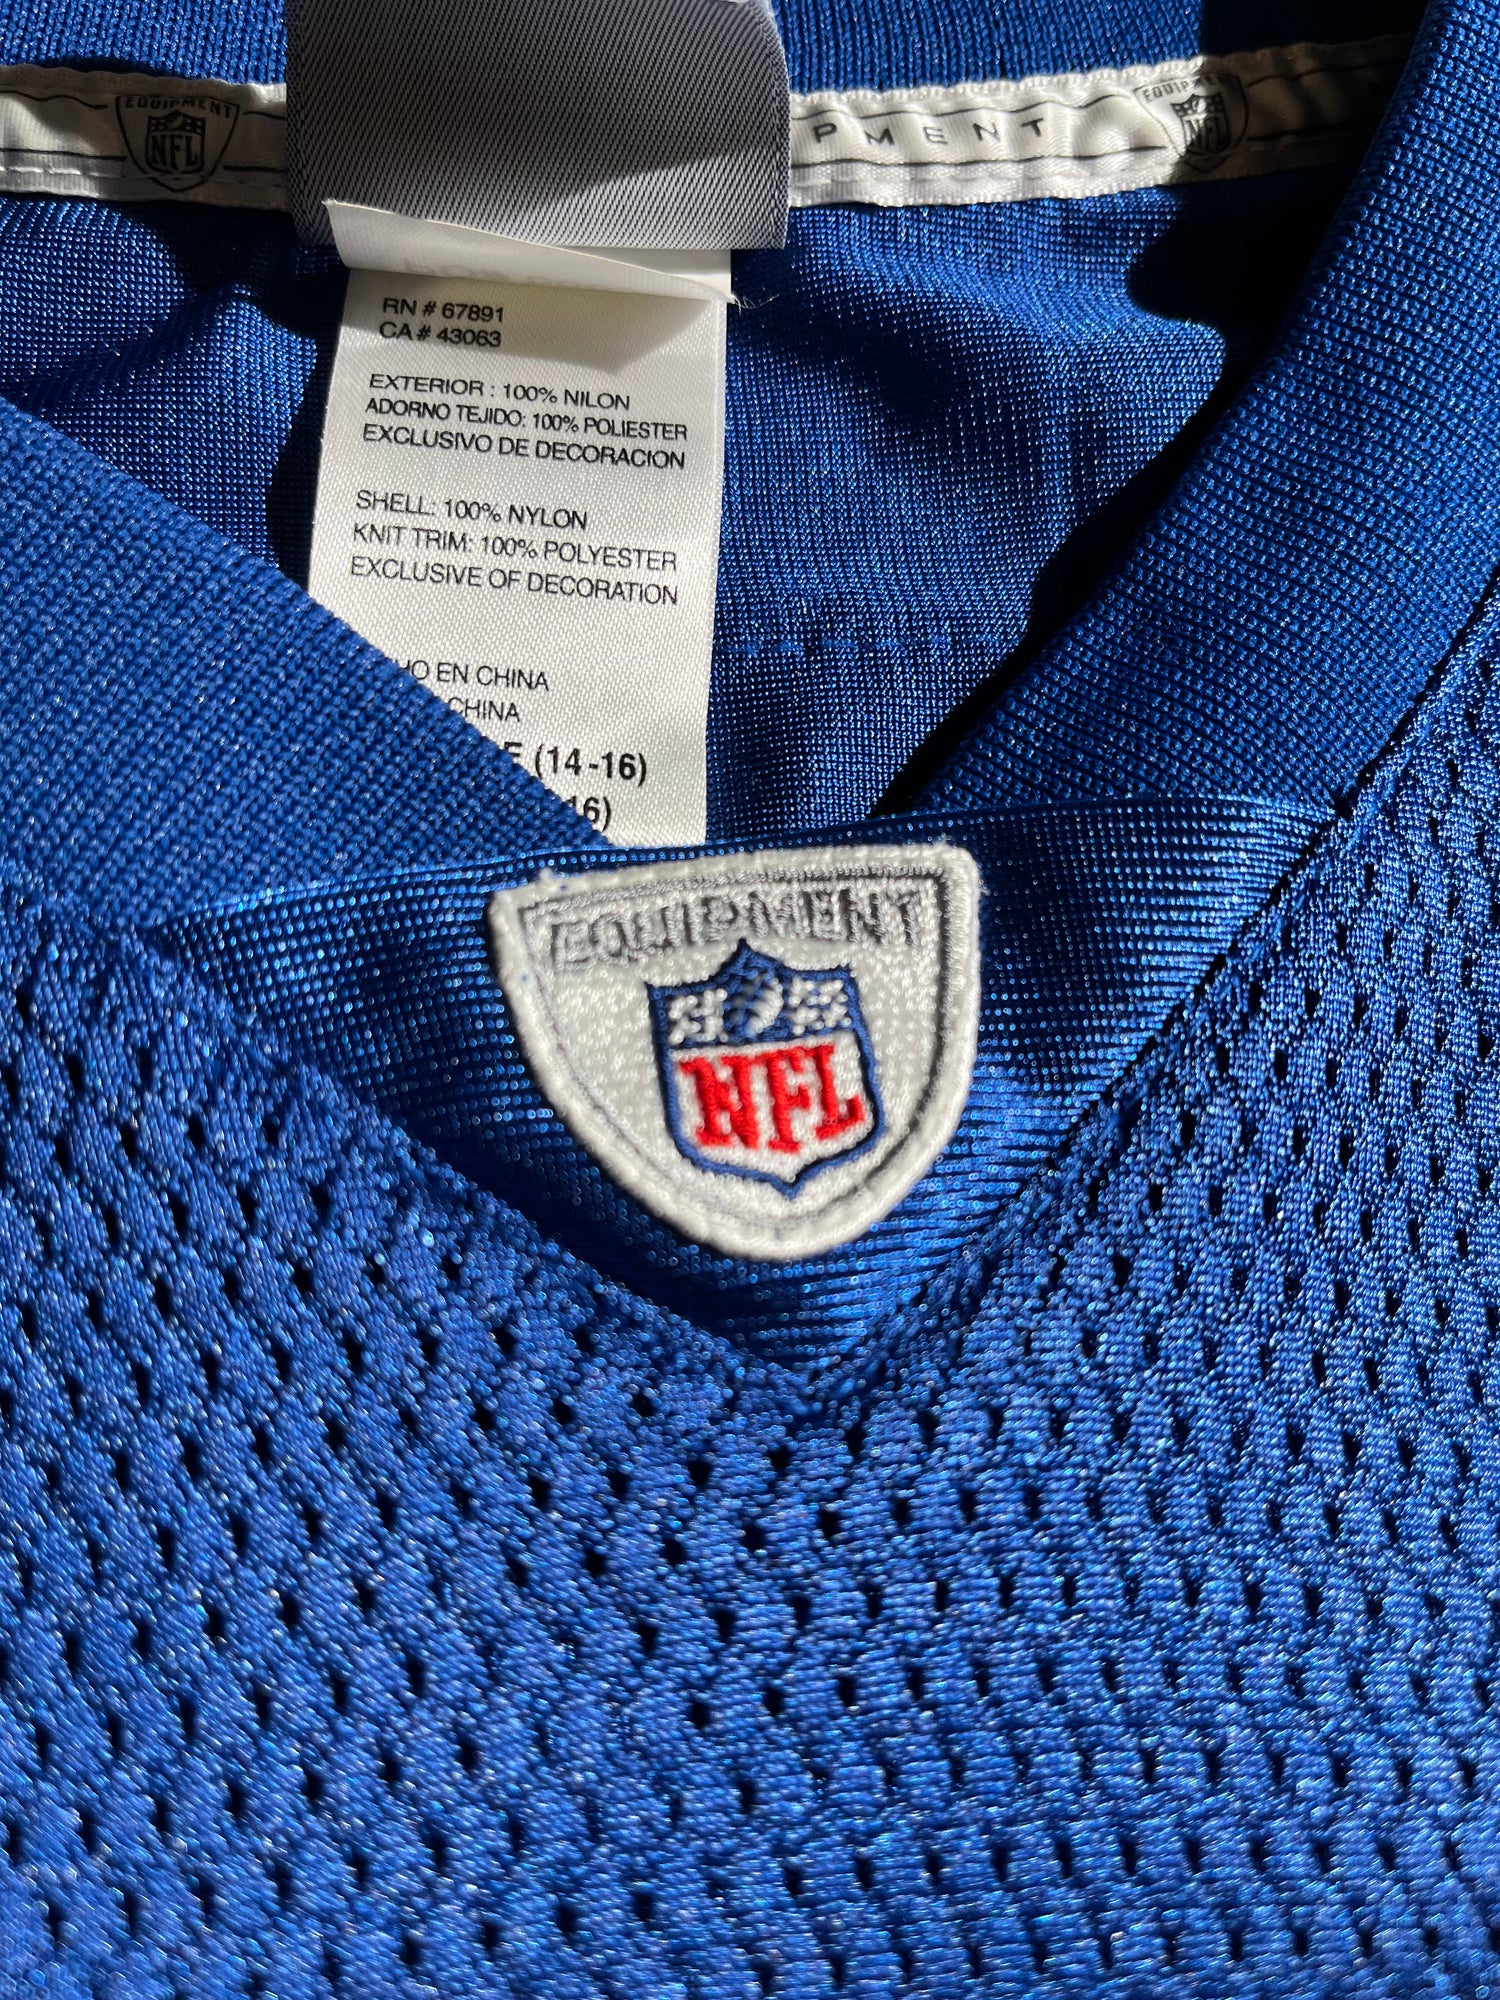 EQUIPMENT
NFL
PMENT
EQUIPMENT
NFL
RN # 67891
CA # 43063
EXTERIOR : 100% NILON
ADORNO TEJIDO: 100% POLIESTER
EXCLUSIVO DE DECORACION
SHELL: 100% NYLON
KNIT TRIM: 100% POLYESTER
EXCLUSIVE OF DECORATION
HO EN CHINA
CHINA
E (14-16)
16)
EQUIPMENT
NFL